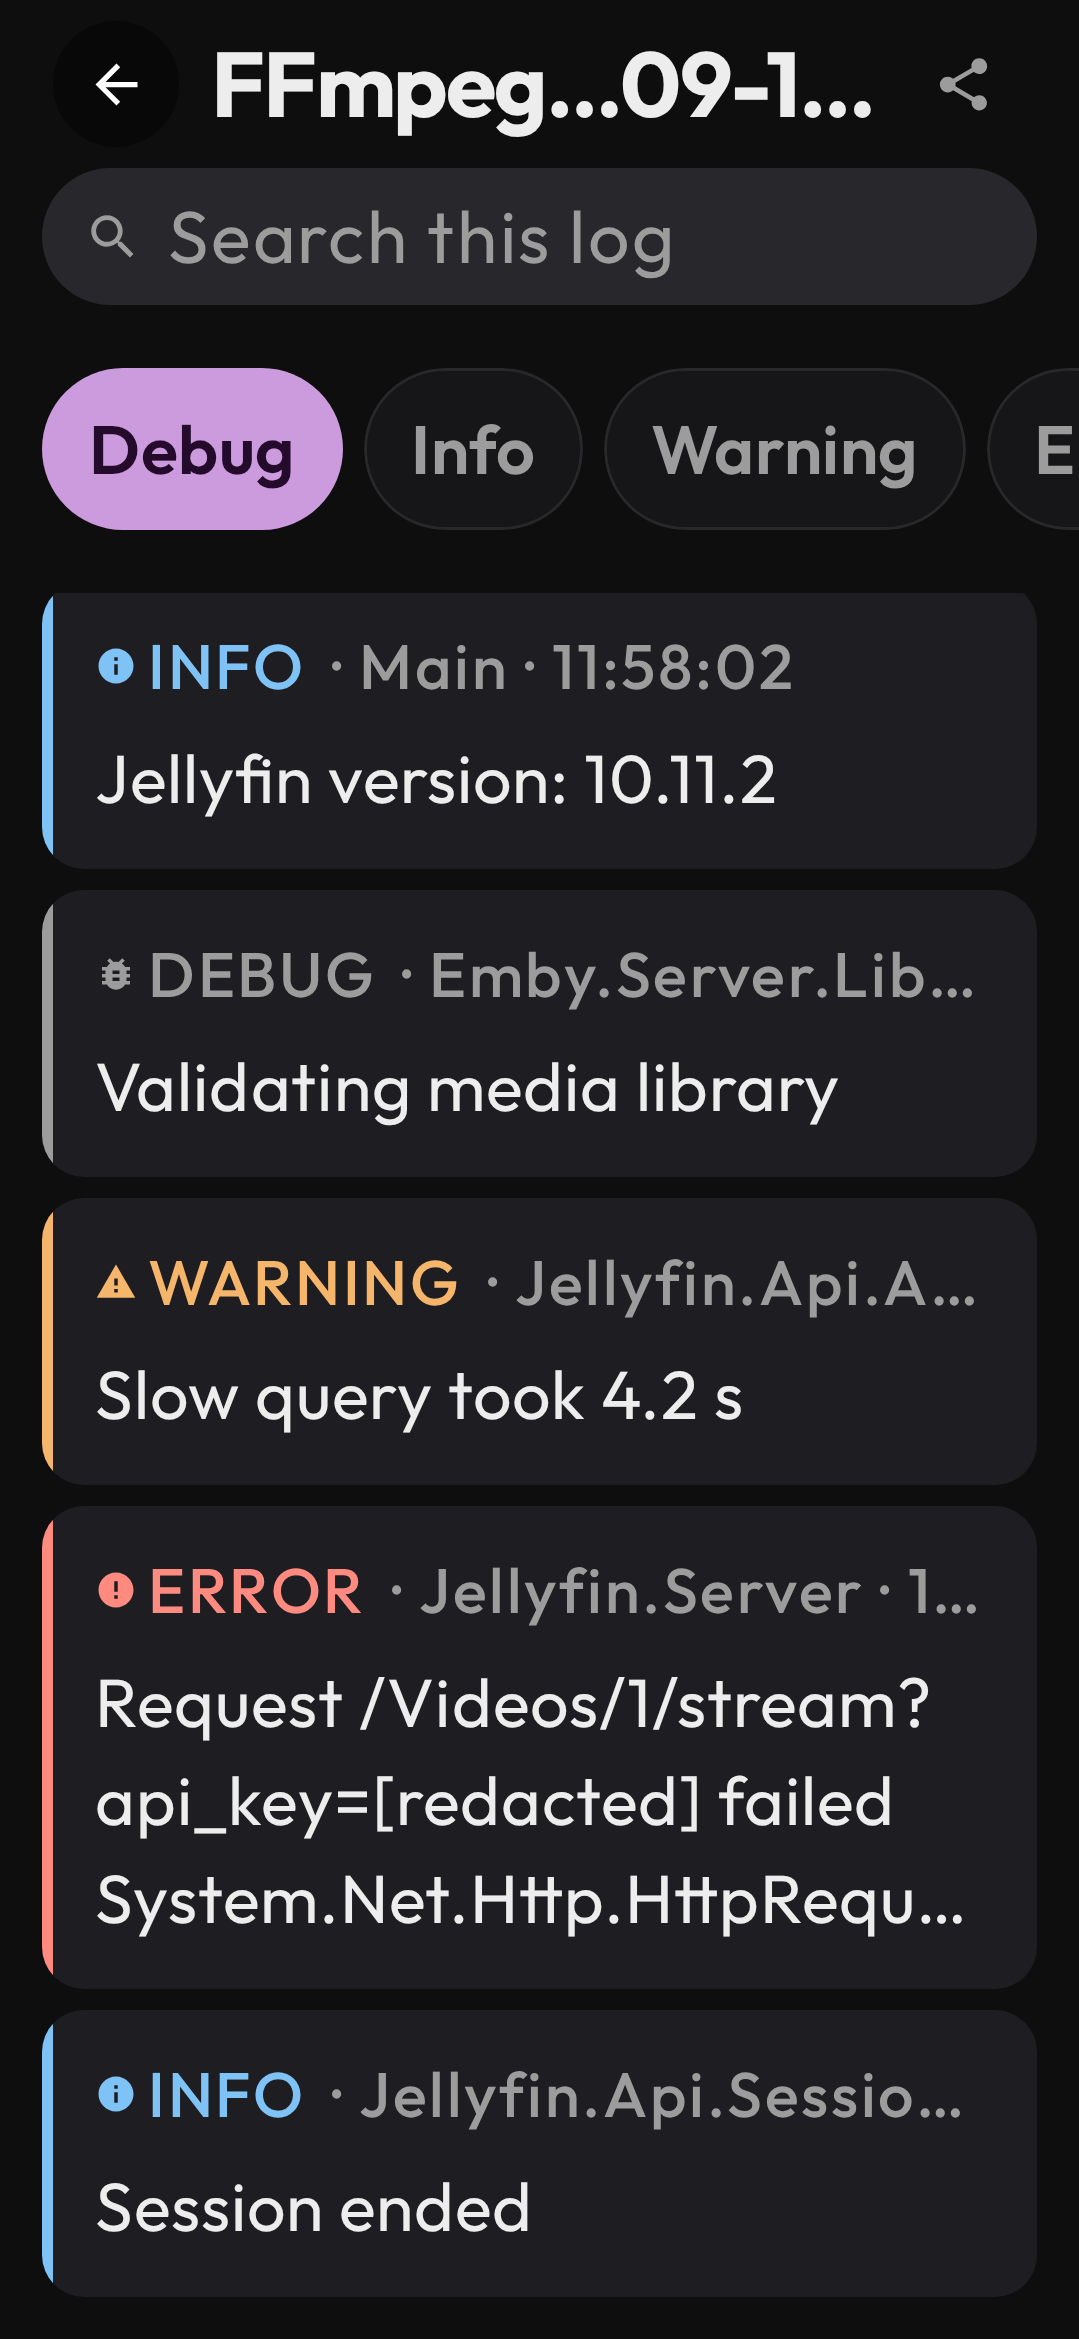 FFmpeg...09-1...
Search this log
Debug
Info
Warning
E
INFO · Main · 11:58:02
Jellyfin version: 10.11.2
DEBUG · Emby.Server.Lib...
Validating media library
WARNING · Jellyfin.Api.A...
Slow query took 4.2 s
ERROR · Jellyfin.Server · 1...
Request /Videos/1/stream?
api_key=[redacted] failed
System.Net.Http.HttpRequ...
INFO · Jellyfin.Api.Sessio...
Session ended